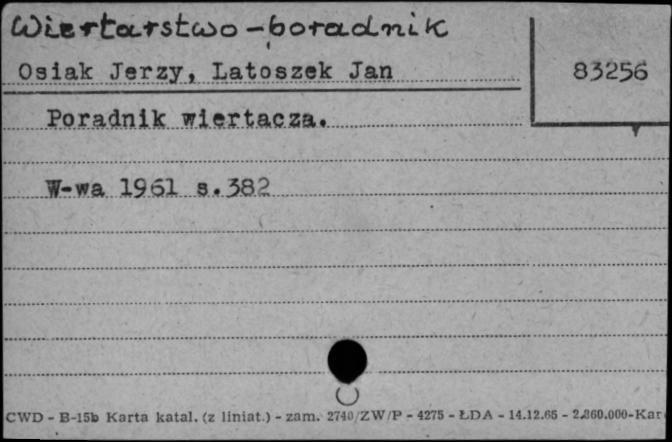 Wiertarstwo - poradnik
Osiak Jerzy, Latoszek Jan
83256
Poradnik wiertacza.
W-wa 1961 s.382
CWD - B-15b Karta katal. (z liniat.) - zam. 2740/ZW/P - 4275 - ŁDA - 14.12.65 - 2.860.000-Kar